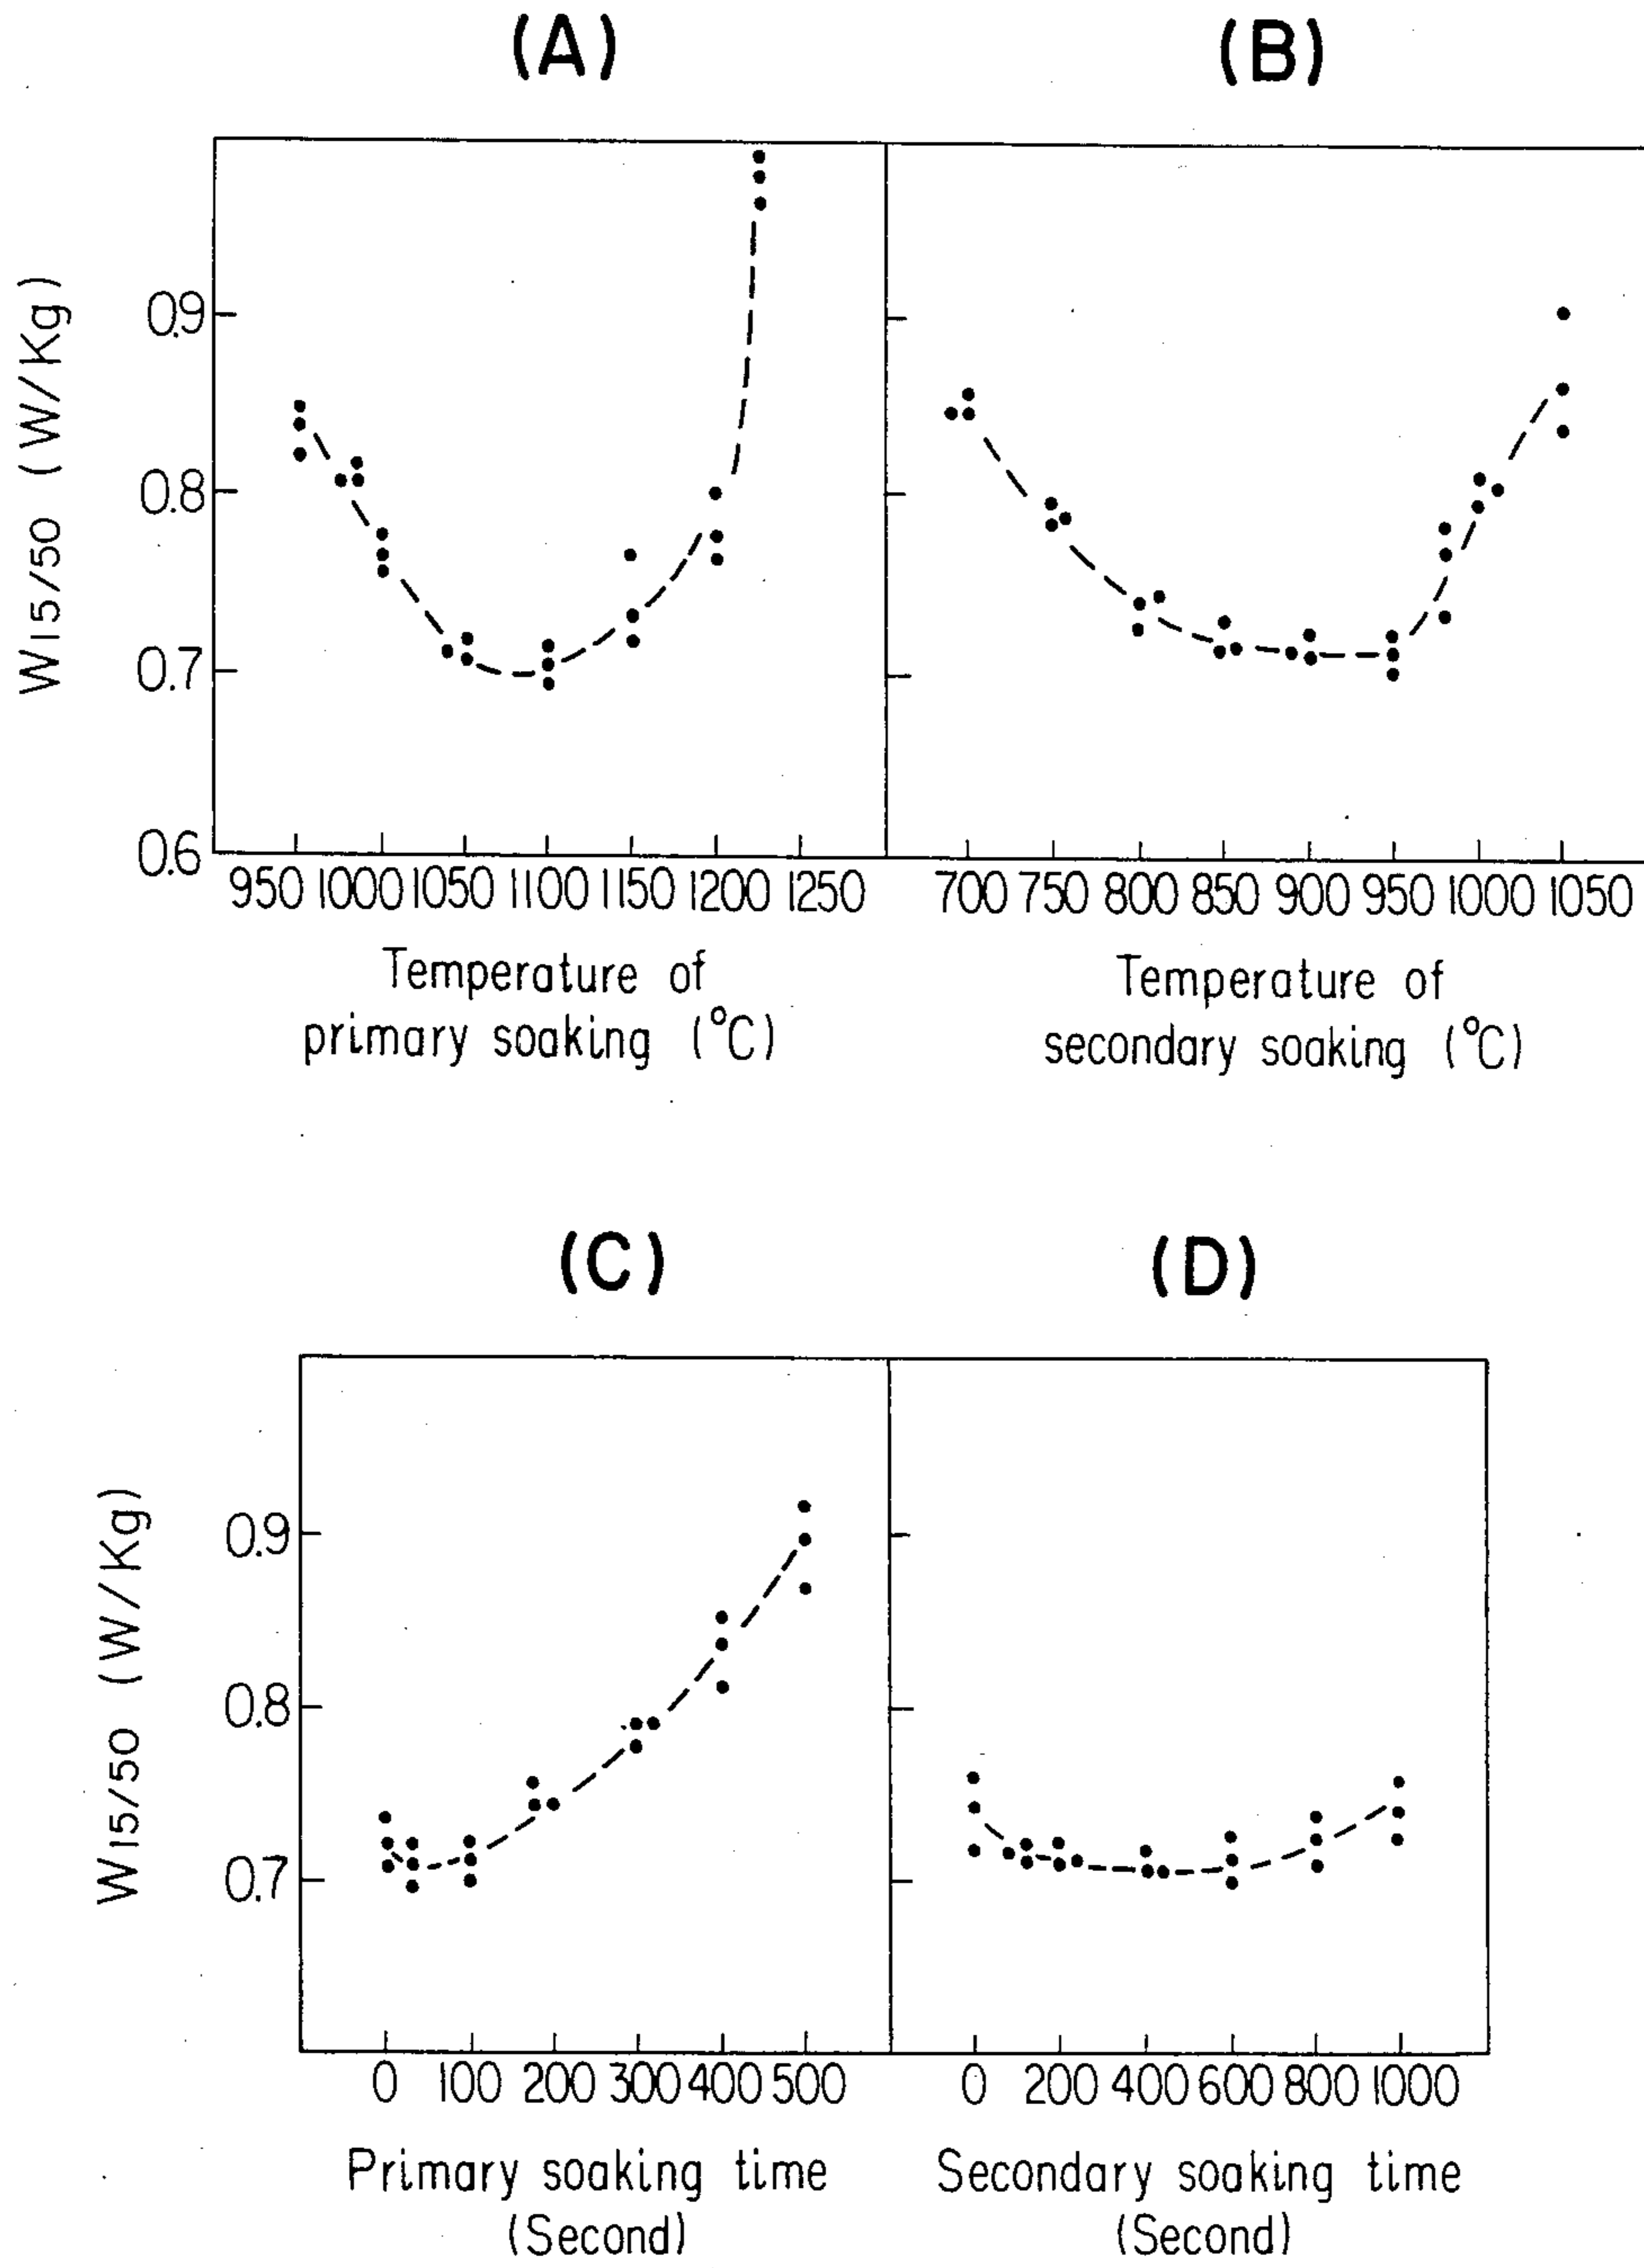 (A)
(B)
W15/50 (W/Kg)
0.9
0.8
0.7
0.6
950 1000 1050 1100 1150 1200 1250
700 750 800 850 900 950 1000 1050
Temperature of
primary soaking (°C)
Temperature of
secondary soaking (°C)
(C)
(D)
W15/50 (W/Kg)
0.9
0.8
0.7
0 100 200 300 400 500
0 200 400 600 800 1000
Primary soaking time
(Second)
Secondary soaking time
(Second)